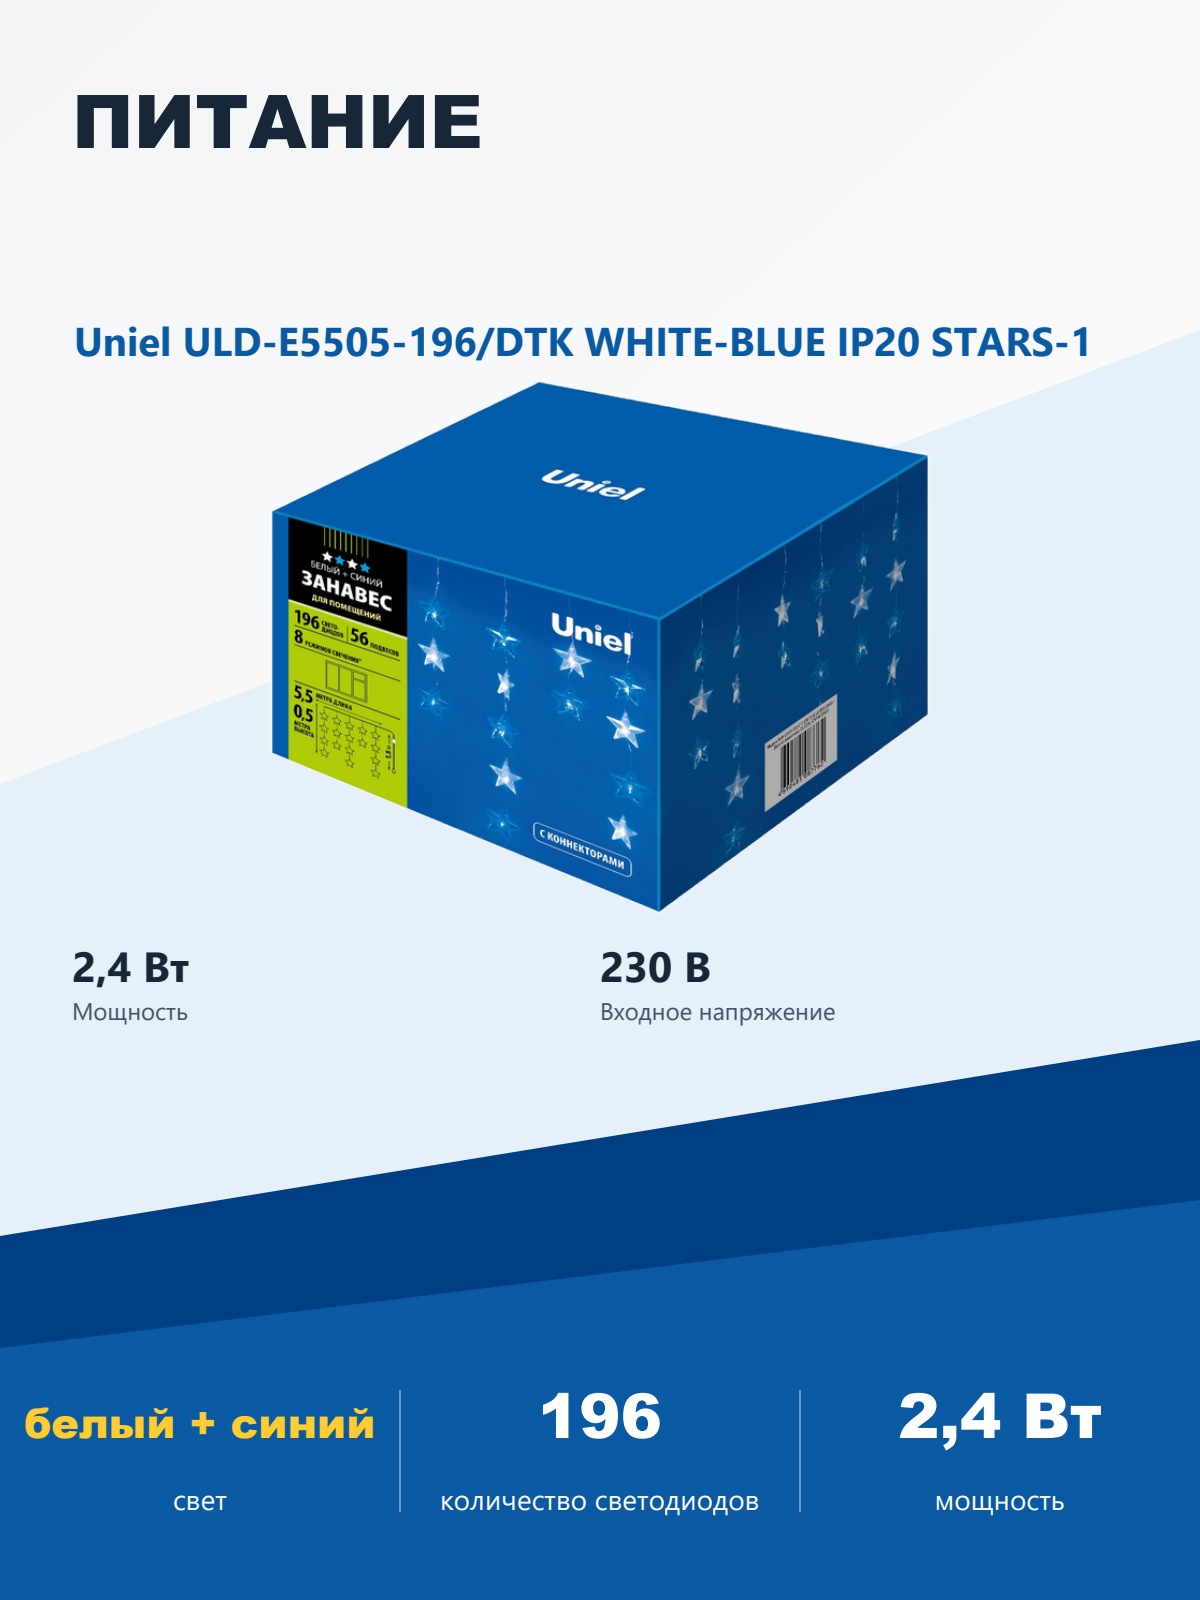 ПИТАНИЕ
Uniel ULD-E5505-196/DTK WHITE-BLUE IP20 STARS-1
Uniel
БЕЛЫЙ + СИНИЙ
ЗАНАВЕС
ДЛЯ ПОМЕЩЕНИЙ
196 СВЕТО-ДИОДОВ 56 ПОДВЕСОВ
8 РЕЖИМОВ СВЕЧЕНИЯ*
5,5 МЕТРА ДЛИНА
0,5 МЕТРА ВЫСОТА
Uniel
С КОННЕКТОРАМИ
2,4 Вт
230 В
Мощность
Входное напряжение
белый + синий
196
2,4 Вт
свет
количество светодиодов
мощность